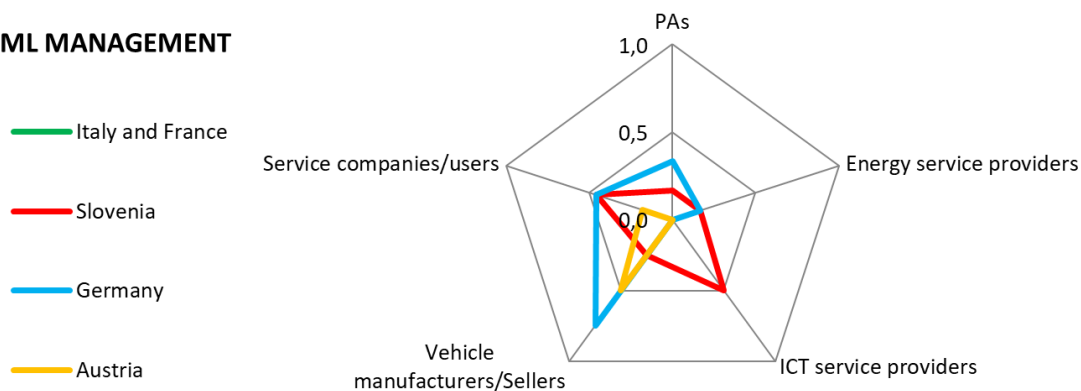 ML MANAGEMENT
Italy and France
Slovenia
Germany
Austria
PAs
1,0
0,5
0,0
Energy service providers
ICT service providers
Vehicle
manufacturers/Sellers
Service companies/users